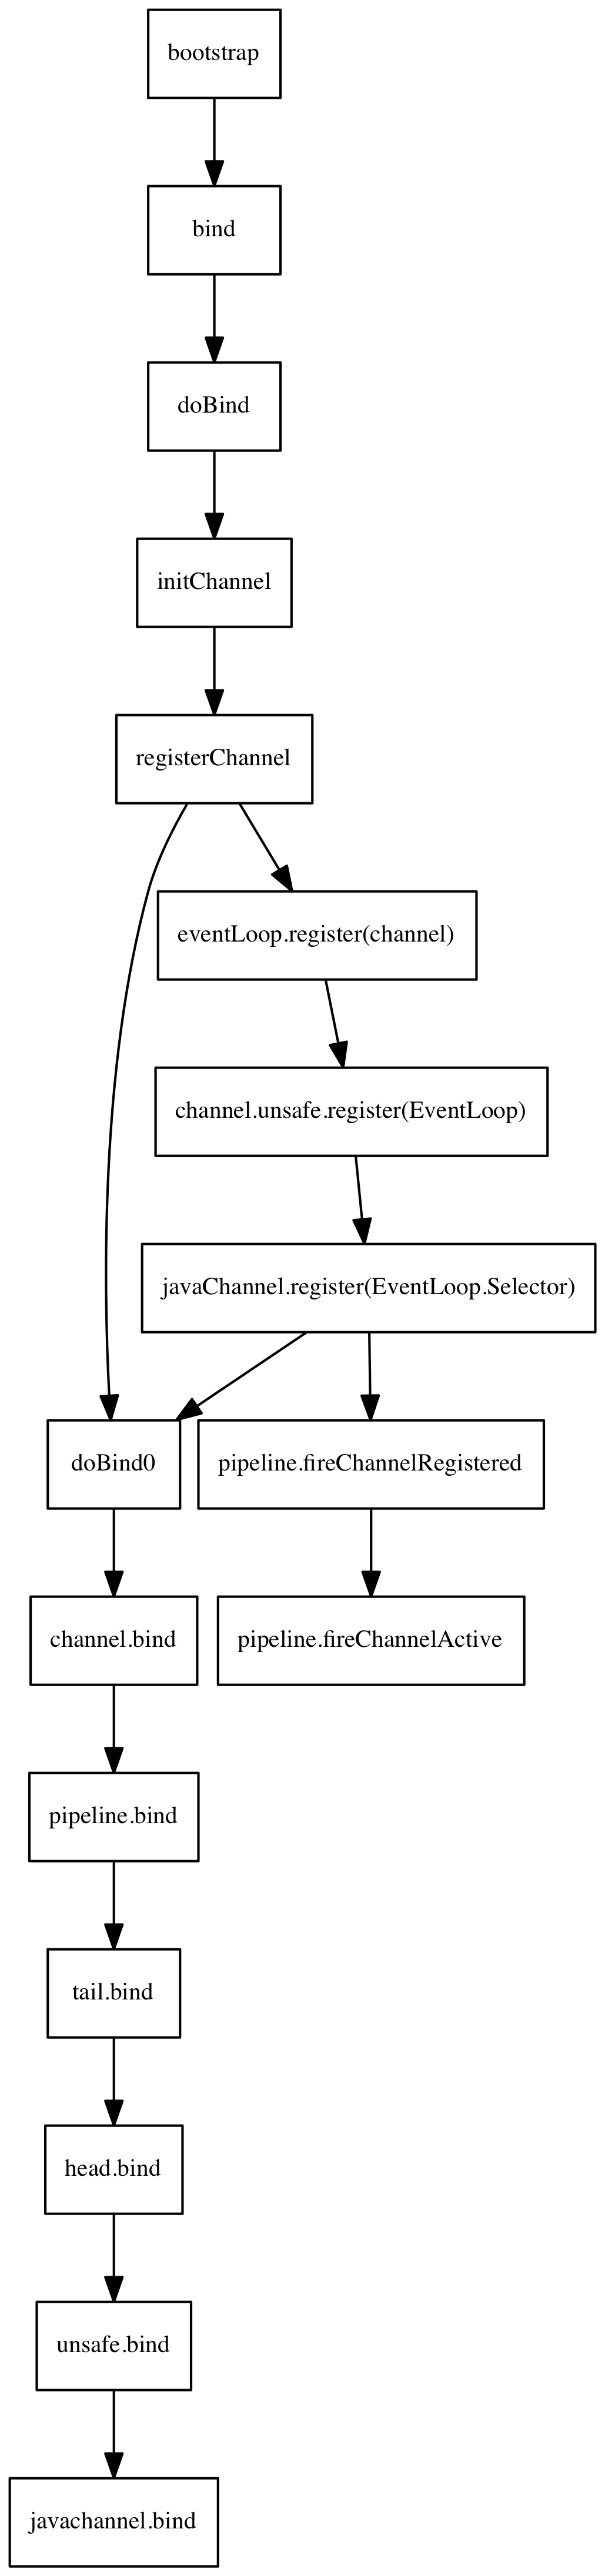 bootstrap
bind
doBind
initChannel
registerChannel
eventLoop.register(channel)
channel.unsafe.register(EventLoop)
javaChannel.register(EventLoop.Selector)
doBind0
pipeline.fireChannelRegistered
channel.bind
pipeline.fireChannelActive
pipeline.bind
tail.bind
head.bind
unsafe.bind
javachannel.bind